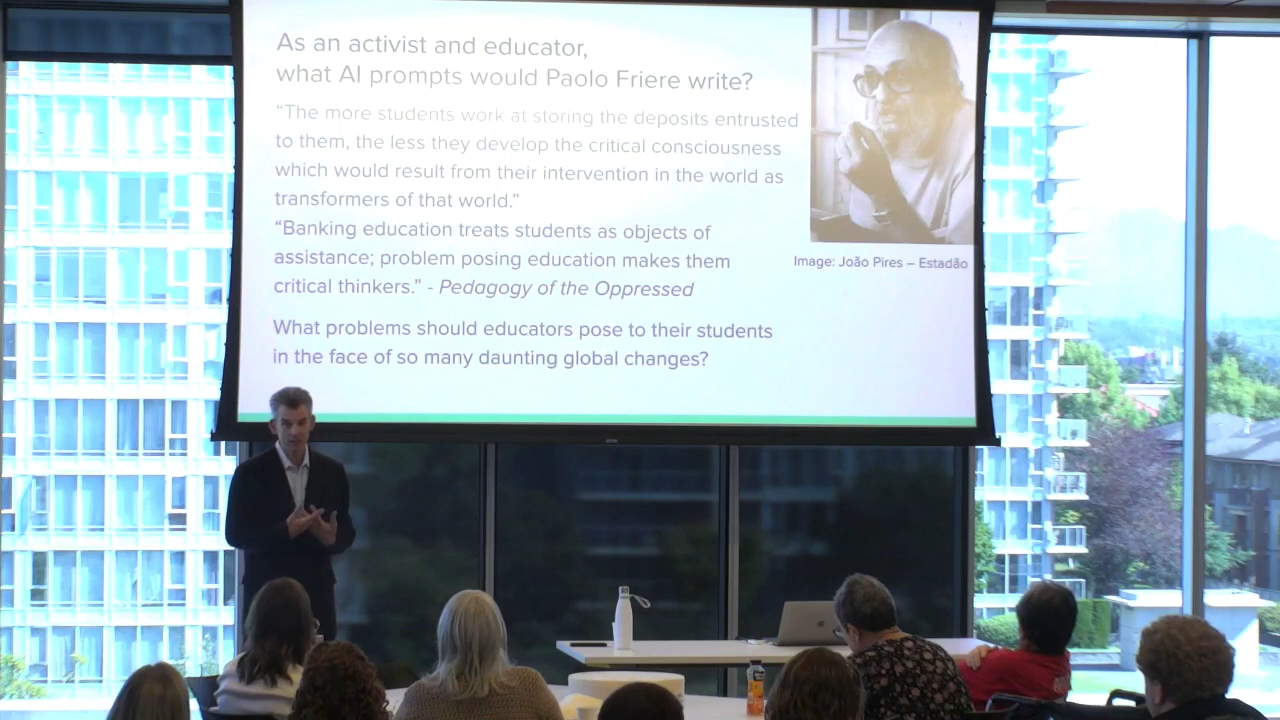 As an activist and educator,
what AI prompts would Paolo Friere write?
“The more students work at storing the deposits entrusted
to them, the less they develop the critical consciousness
which would result from their intervention in the world as
transformers of that world.”
“Banking education treats students as objects of
assistance; problem posing education makes them
critical thinkers.” - Pedagogy of the Oppressed
What problems should educators pose to their students
in the face of so many daunting global changes?
Image: João Pires – Estadão